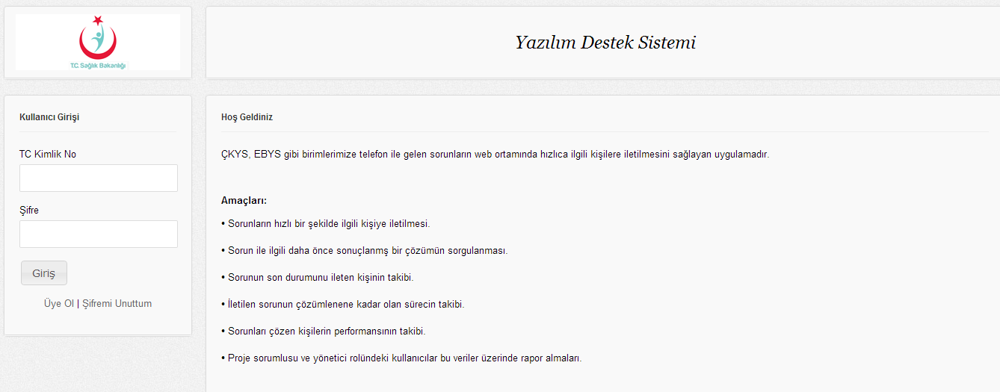 T.C. Sağlık Bakanlığı
Yazılım Destek Sistemi
Kullanıcı Girişi
TC Kimlik No
Şifre
Giriş
Üye Ol | Şifremi Unuttum
Hoş Geldiniz
ÇKYS, EBYS gibi birimlerimize telefon ile gelen sorunların web ortamında hızlıca ilgili kişilere iletilmesini sağlayan uygulamadır.
Amaçları:
• Sorunların hızlı bir şekilde ilgili kişiye iletilmesi.
• Sorun ile ilgili daha önce sonuçlanmş bir çözümün sorgulanması.
• Sorunun son durumunu ileten kişinin takibi.
• İletilen sorunun çözümlenene kadar olan sürecin takibi.
• Sorunları çözen kişilerin performansının takibi.
• Proje sorumlusu ve yönetici rolündeki kullanıcılar bu veriler üzerinde rapor almaları.